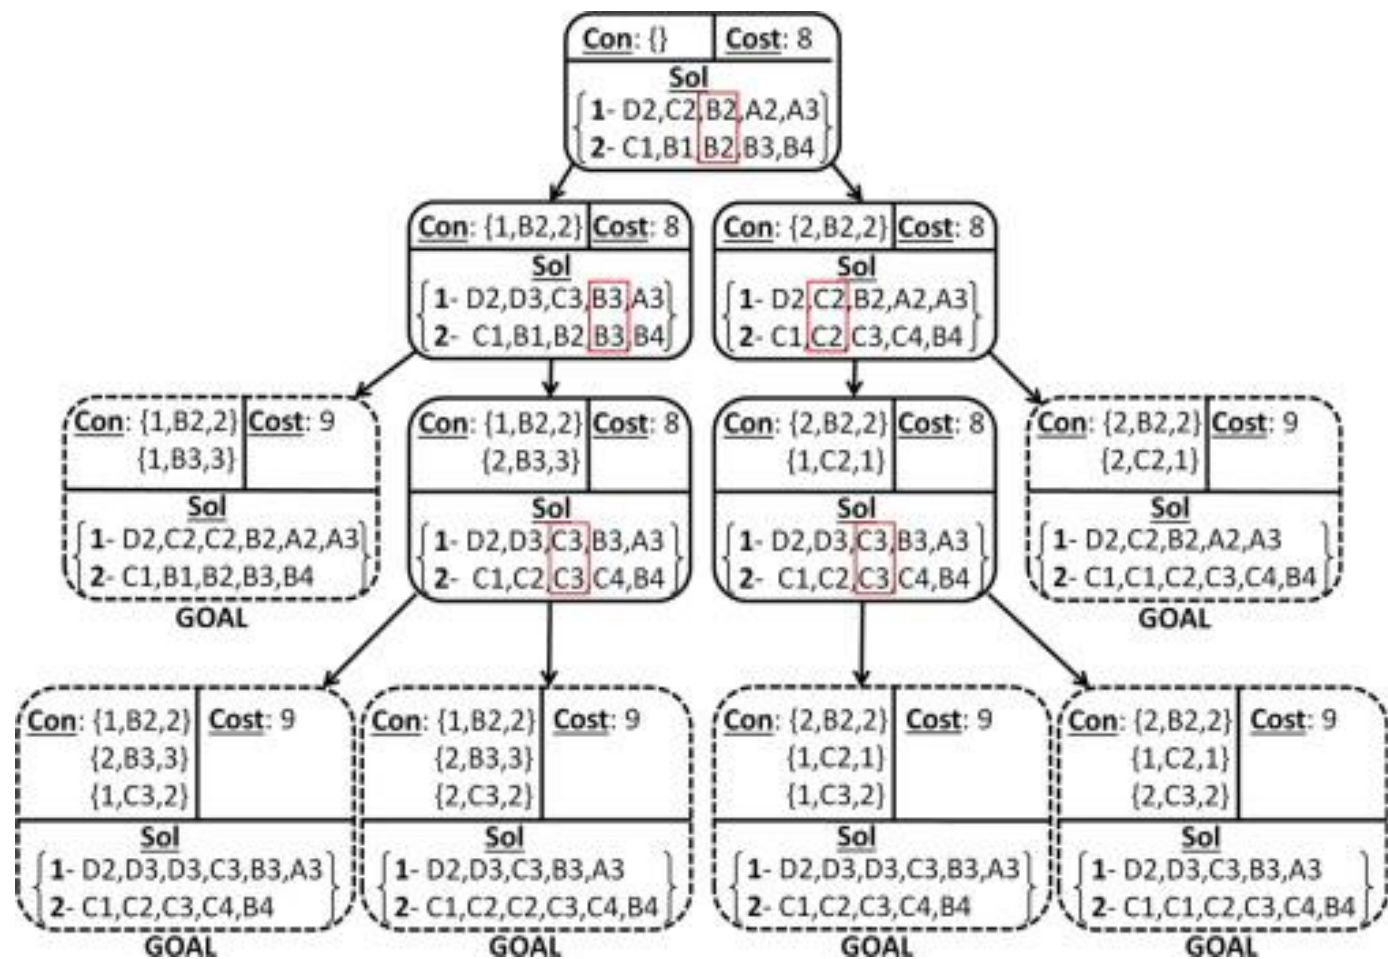 Con: {}
Cost: 8
Sol
1- D2,C2,B2,A2,A3
2- C1,B1,B2,B3,B4
Con: {1,B2,2}
Cost: 8
Sol
1- D2,D3,C3,B3,A3
2- C1,B1,B2,B3,B4
Con: {2,B2,2}
Cost: 8
Sol
1- D2,C2,B2,A2,A3
2- C1,C2,C3,C4,B4
Con: {1,B2,2}
{1,B3,3}
Cost: 9
Sol
1- D2,C2,C2,B2,A2,A3
2- C1,B1,B2,B3,B4
GOAL
Con: {1,B2,2}
{2,B3,3}
Cost: 8
Sol
1- D2,D3,C3,B3,A3
2- C1,C2,C3,C4,B4
Con: {2,B2,2}
{1,C2,1}
Cost: 8
Sol
1- D2,D3,C3,B3,A3
2- C1,C2,C3,C4,B4
Con: {2,B2,2}
{2,C2,1}
Cost: 9
Sol
1- D2,C2,B2,A2,A3
2- C1,C1,C2,C3,C4,B4
GOAL
Con: {1,B2,2}
{2,B3,3}
{1,C3,2}
Cost: 9
Sol
1- D2,D3,D3,C3,B3,A3
2- C1,C2,C3,C4,B4
GOAL
Con: {1,B2,2}
{2,B3,3}
{2,C3,2}
Cost: 9
Sol
1- D2,D3,C3,B3,A3
2- C1,C2,C2,C3,C4,B4
GOAL
Con: {2,B2,2}
{1,C2,1}
{1,C3,2}
Cost: 9
Sol
1- D2,D3,D3,C3,B3,A3
2- C1,C2,C3,C4,B4
GOAL
Con: {2,B2,2}
{1,C2,1}
{2,C3,2}
Cost: 9
Sol
1- D2,D3,C3,B3,A3
2- C1,C1,C2,C3,C4,B4
GOAL